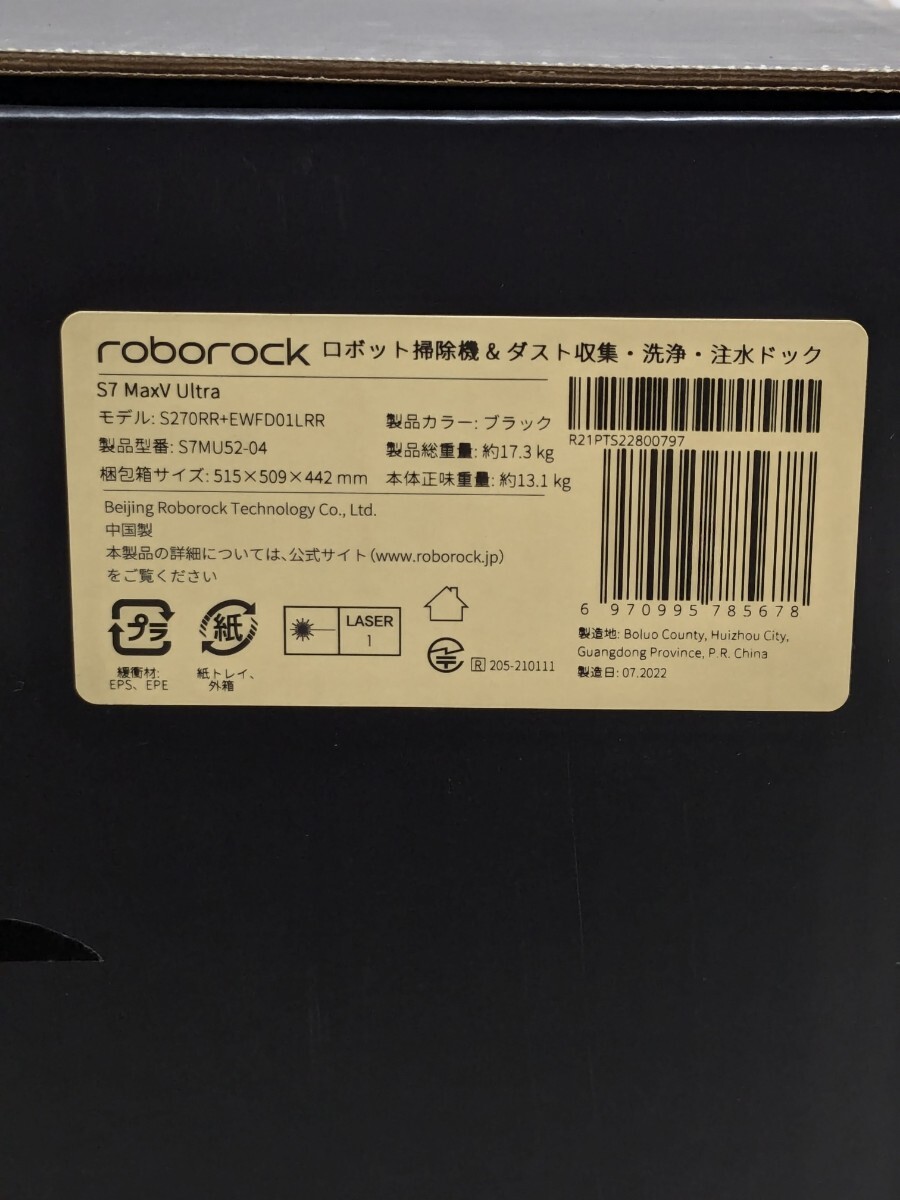 roborock ロボット掃除機 & ダスト収集・洗浄・注水ドック
S7 MaxV Ultra
モデル: S270RR+EWFD01LRR
製品型番: S7MU52-04
梱包箱サイズ: 515×509×442 mm
製品カラー: ブラック
製品総重量: 約17.3 kg
本体正味重量: 約13.1 kg
R21PTS22800797
Beijing Roborock Technology Co., Ltd.
中国製
本製品の詳細については、公式サイト(www.roborock.jp)
をご覧ください
6 970995 785678
プラ
緩衝材:
EPS、EPE
紙
紙トレイ、
外箱
LASER
1
R 205-210111
製造地: Boluo County, Huizhou City,
Guangdong Province, P.R. China
製造日: 07.2022